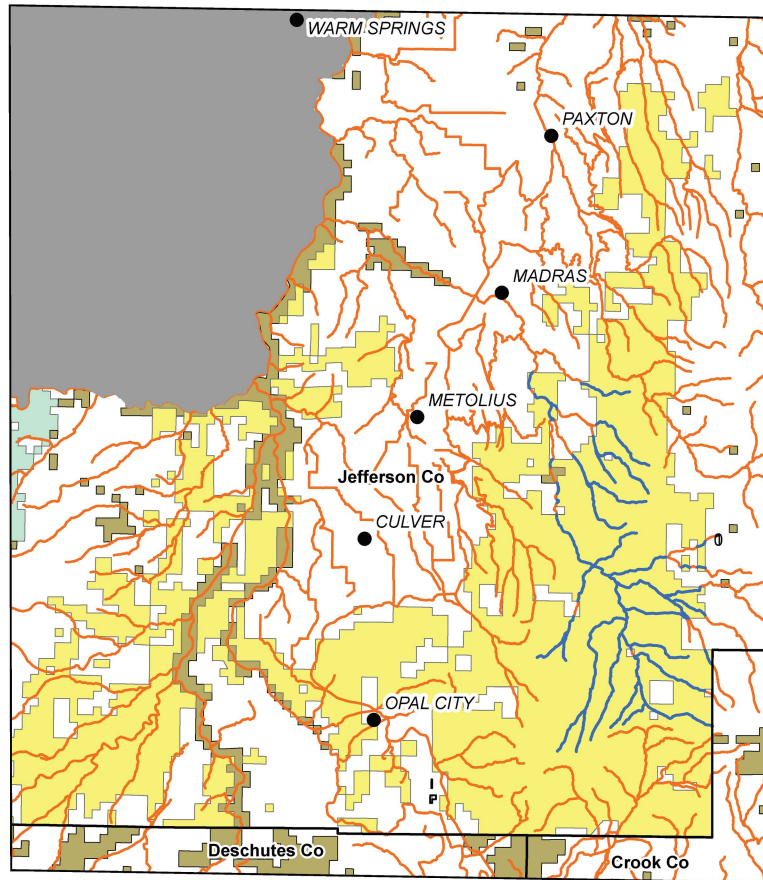 WARM SPRINGS
PAXTON
MADRAS
METOLIUS
Jefferson Co
CULVER
OPAL CITY
Deschutes Co
Crook Co